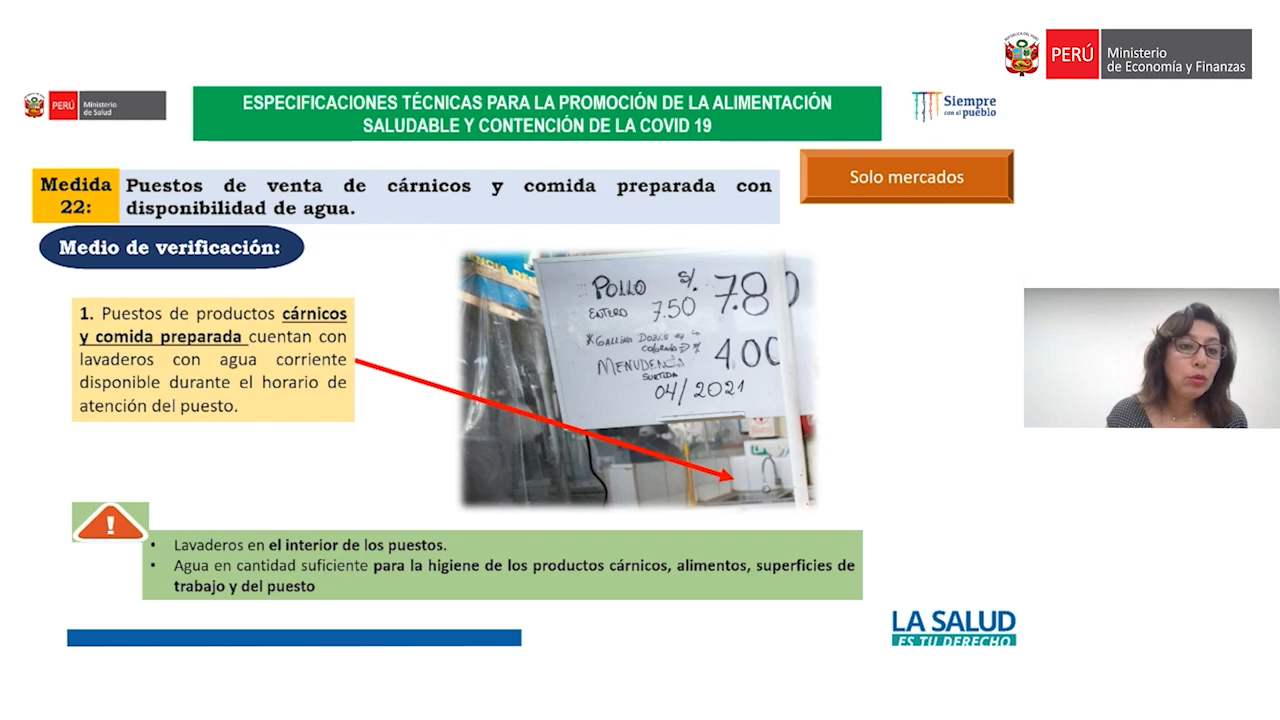 PERÚ
Ministerio
de Economía y Finanzas
PERÚ
Ministerio
de Salud
ESPECIFICACIONES TÉCNICAS PARA LA PROMOCIÓN DE LA ALIMENTACIÓN
SALUDABLE Y CONTENCIÓN DE LA COVID 19
Siempre
con el pueblo
Medida
22:
Puestos de venta de cárnicos y comida preparada con
disponibilidad de agua.
Solo mercados
Medio de verificación:
1. Puestos de productos cárnicos
y comida preparada cuentan con
lavaderos con agua corriente
disponible durante el horario de
atención del puesto.
POLLO S/. 7.80
ENTERO 7.50
*GALLINA
MENUDENCIA 4.00
SURTIDA
04/2021
!
• Lavaderos en el interior de los puestos.
• Agua en cantidad suficiente para la higiene de los productos cárnicos, alimentos, superficies de
trabajo y del puesto
LA SALUD
ES TU DERECHO